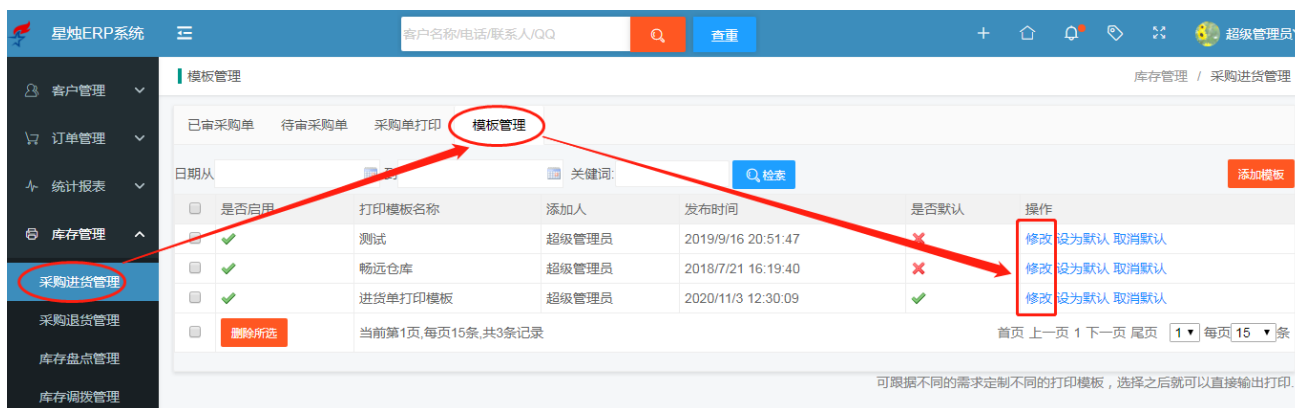 星烛ERP系统
客户名称/电话/联系人/QQ
查重
超级管理员
客户管理
订单管理
统计报表
库存管理
采购进货管理
采购退货管理
库存盘点管理
库存调拨管理
模板管理
库存管理 / 采购进货管理
已审采购单 待审采购单 采购单打印 模板管理
日期从 到 关健词: 检索 添加模板
是否启用 打印模板名称 添加人 发布时间 是否默认 操作
测试 超级管理员 2019/9/16 20:51:47 修改 设为默认 取消默认
畅远仓库 超级管理员 2018/7/21 16:19:40 修改 设为默认 取消默认
进货单打印模板 超级管理员 2020/11/3 12:30:09 修改 设为默认 取消默认
删除所选 当前第1页,每页15条,共3条记录 首页 上一页 1 下一页 尾页 1 每页 15 条
可跟据不同的需求定制不同的打印模板，选择之后就可以直接输出打印.